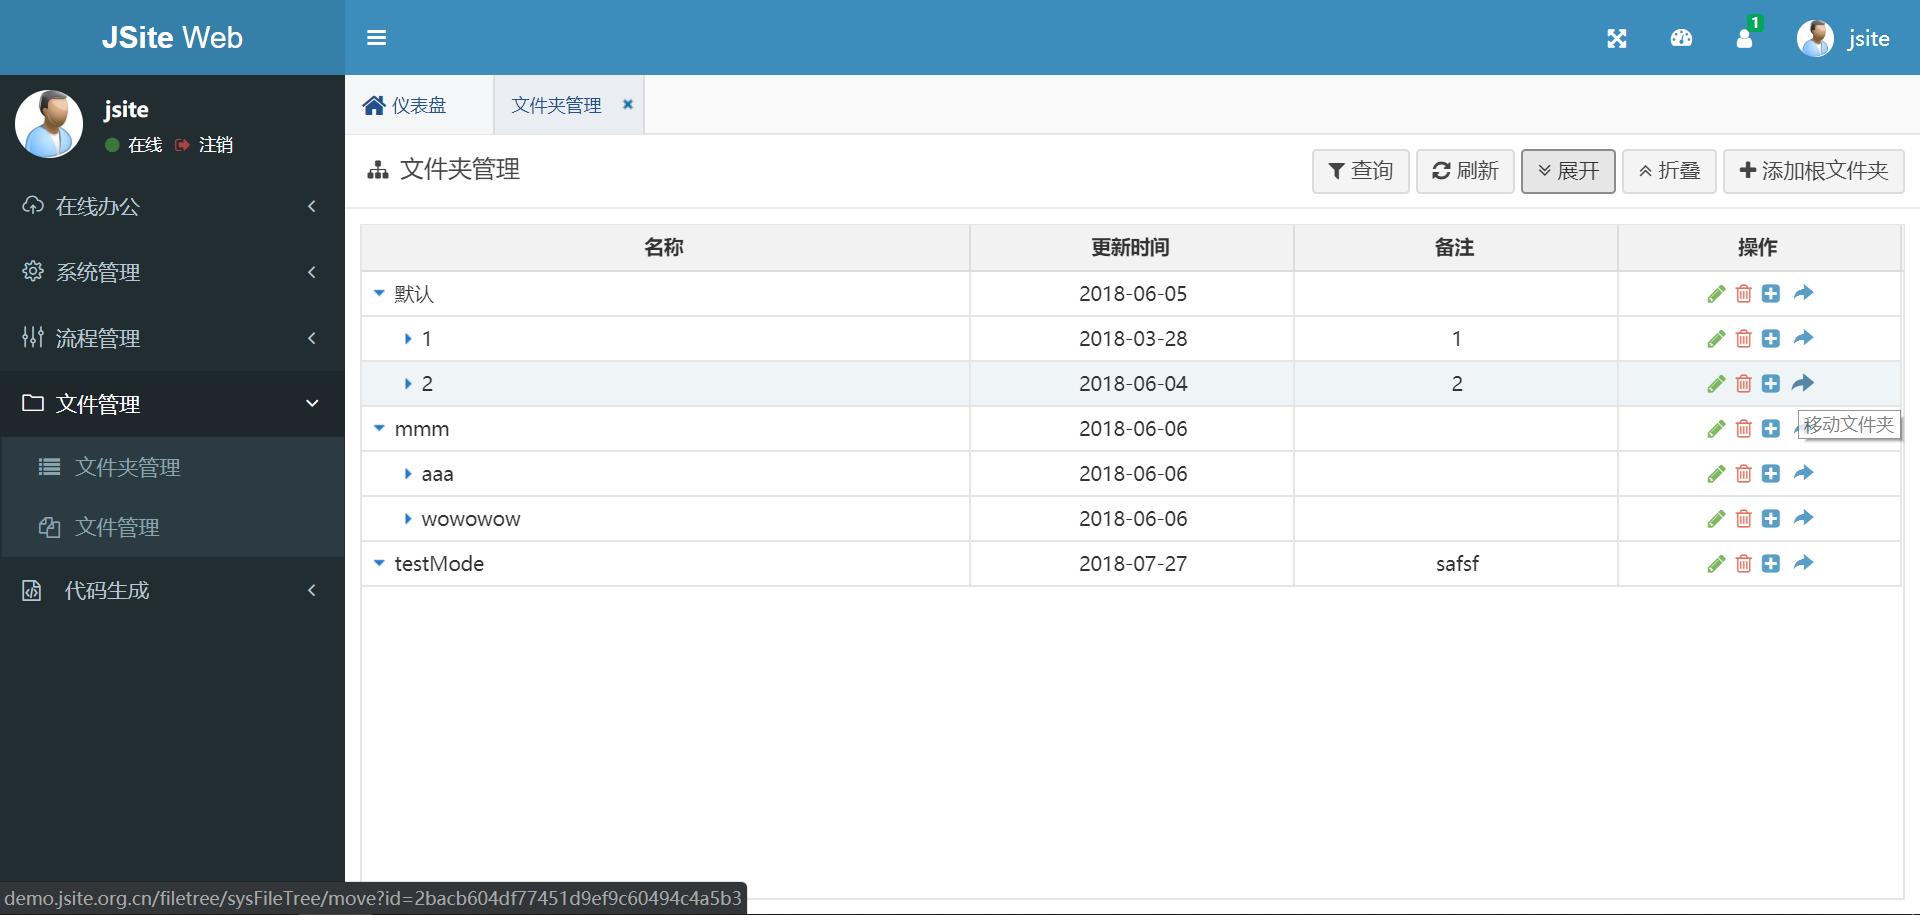 JSite Web
1
jsite
jsite
在线 注销
仪表盘
文件夹管理
文件夹管理
查询
刷新
展开
折叠
添加根文件夹
在线办公
系统管理
流程管理
文件管理
文件夹管理
文件管理
代码生成
名称 更新时间 备注 操作
默认 2018-06-05
1 2018-03-28 1
2 2018-06-04 2
mmm 2018-06-06
移动文件夹
aaa 2018-06-06
wowowow 2018-06-06
testMode 2018-07-27 safsf
demo.jsite.org.cn/filetree/sysFileTree/move?id=2bacb604df77451d9ef9c60494c4a5b3